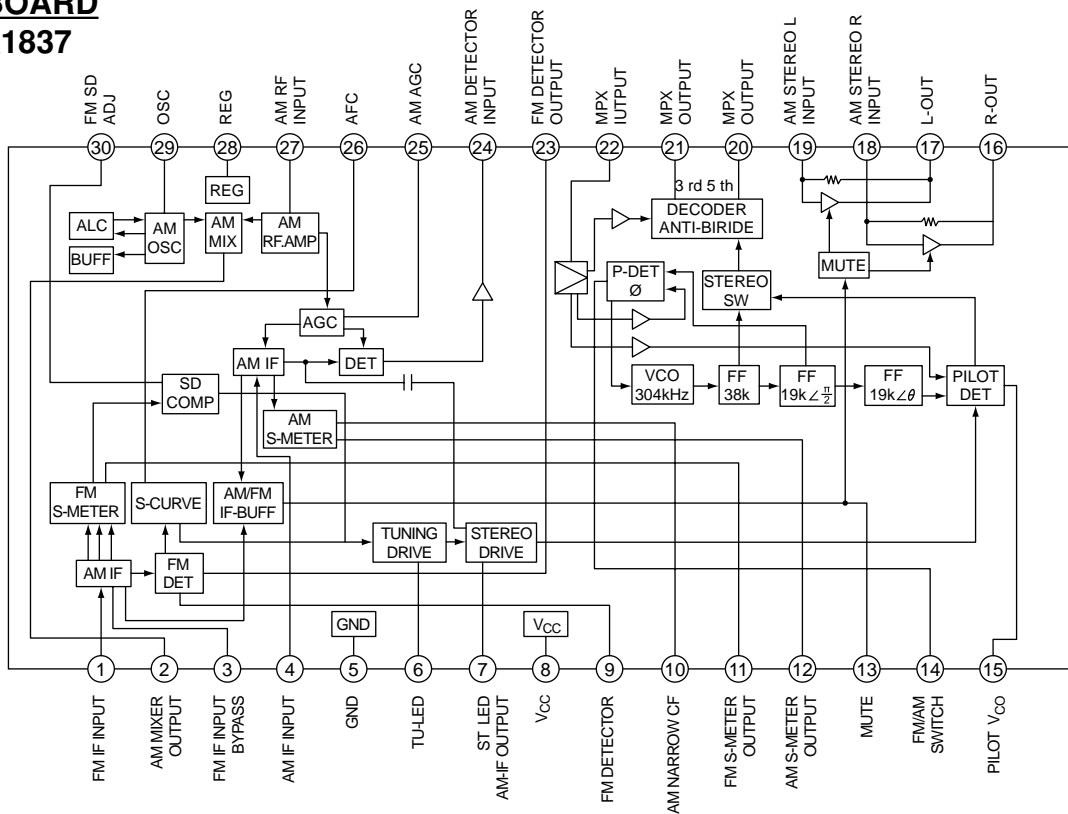 BOARD
1837
FM SD
ADJ
OSC
REG
AM RF
INPUT
AFC
AM AGC
AM DETECTOR
INPUT
FM DETECTOR
OUTPUT
MPX
IUTPUT
MPX
OUTPUT
MPX
OUTPUT
AM STEREO L
INPUT
AM STEREO R
INPUT
L-OUT
R-OUT
30 29 28 27 26 25 24 23 22 21 20 19 18 17 16
REG
3 rd 5 th
ALC
AM
OSC
AM
MIX
AM
RF.AMP
DECODER
ANTI-BIRIDE
BUFF
MUTE
P-DET
Ø
STEREO
SW
AGC
AM IF
DET
SD
COMP
VCO
304kHz
FF
38k
FF
19k∠π/2
FF
19k∠θ
PILOT
DET
AM
S-METER
FM
S-METER
S-CURVE
AM/FM
IF-BUFF
TUNING
DRIVE
STEREO
DRIVE
AM IF
FM
DET
GND
VCC
1 2 3 4 5 6 7 8 9 10 11 12 13 14 15
FM IF INPUT
AM MIXER
OUTPUT
FM IF INPUT
BYPASS
AM IF INPUT
GND
TU-LED
ST LED
AM-IF OUTPUT
VCC
FM DETECTOR
AM NARROW CF
FM S-METER
OUTPUT
AM S-METER
OUTPUT
MUTE
FM/AM
SWITCH
PILOT VCO